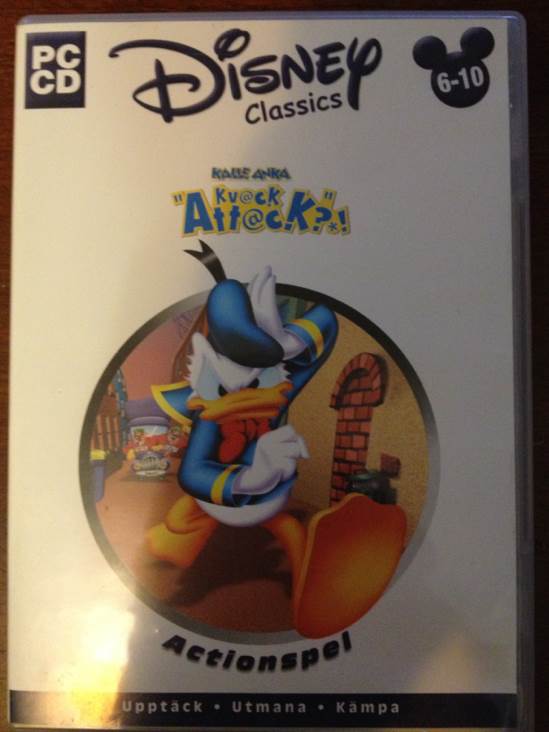 PC
CD
Disney
Classics
6-10
KALLE ANKA
"Kv@ck
Att@cK?*!"
Actionspel
Upptäck • Utmana • Kämpa